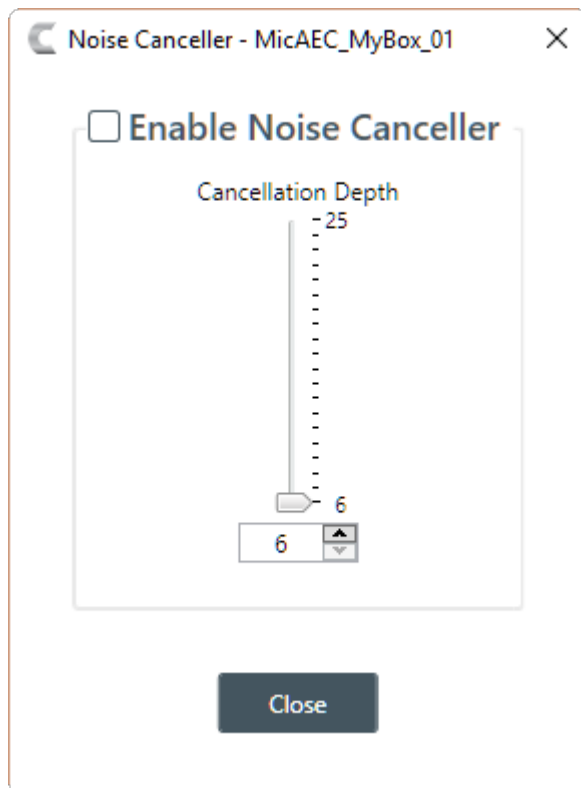 Noise Canceller - MicAEC_MyBox_01
Enable Noise Canceller
Cancellation Depth
25
6
6
Close